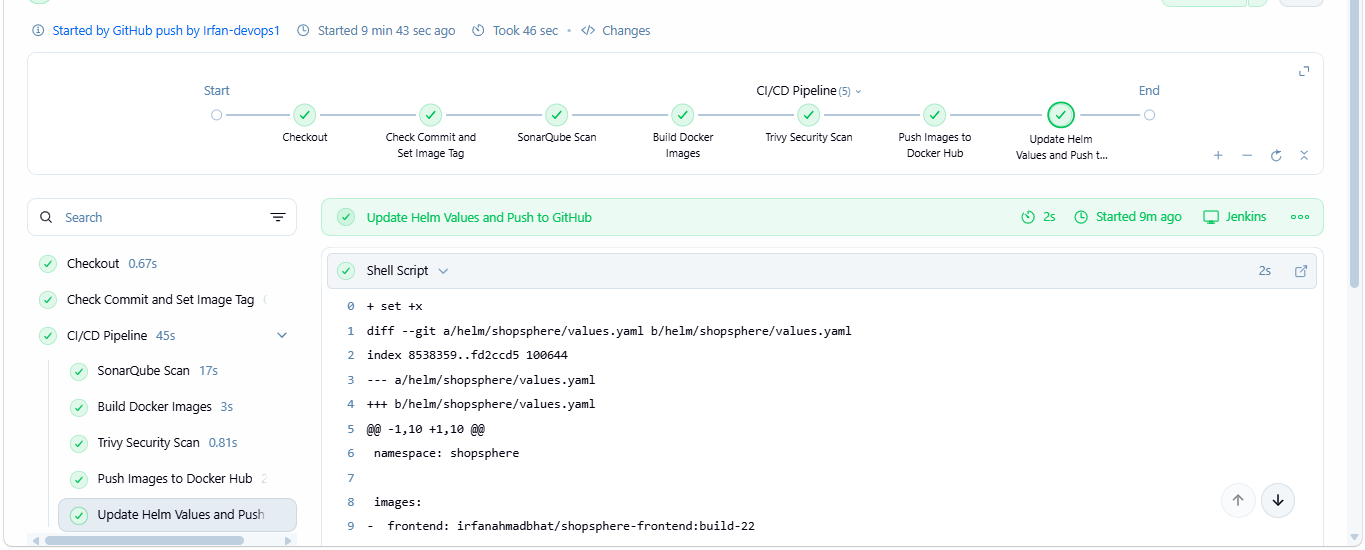 Started by GitHub push by Irfan-devops1 Started 9 min 43 sec ago Took 46 sec • Changes
Start CI/CD Pipeline (5) End
Checkout
Check Commit and
Set Image Tag
SonarQube Scan
Build Docker
Images
Trivy Security Scan
Push Images to
Docker Hub
Update Helm
Values and Push t...
Search
Checkout 0.67s
Check Commit and Set Image Tag
CI/CD Pipeline 45s
SonarQube Scan 17s
Build Docker Images 3s
Trivy Security Scan 0.81s
Push Images to Docker Hub 2
Update Helm Values and Push
Update Helm Values and Push to GitHub 2s Started 9m ago Jenkins
Shell Script 2s
0 + set +x
1 diff --git a/helm/shopsphere/values.yaml b/helm/shopsphere/values.yaml
2 index 8538359..fd2ccd5 100644
3 --- a/helm/shopsphere/values.yaml
4 +++ b/helm/shopsphere/values.yaml
5 @@ -1,10 +1,10 @@
6 namespace: shopsphere
7
8 images:
9 - frontend: irfanahmadbhat/shopsphere-frontend:build-22